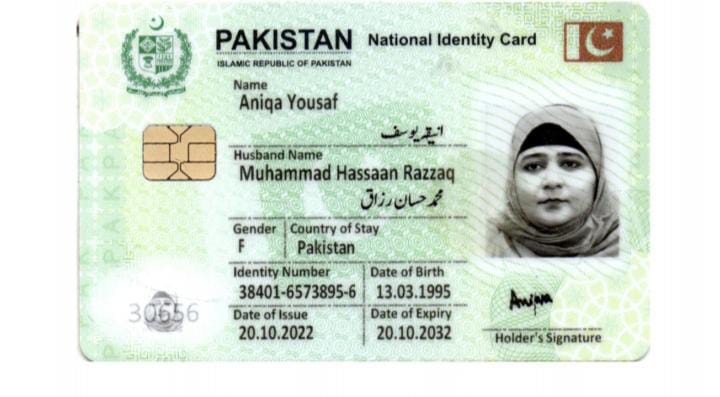 PAKISTAN National Identity Card
ISLAMIC REPUBLIC OF PAKISTAN
Name
Aniqa Yousaf
انیقہ یوسف
Husband Name
Muhammad Hassaan Razzaq
محمد حسان رزاق
Gender Country of Stay
F Pakistan
Identity Number Date of Birth
38401-6573895-6 13.03.1995
Date of Issue Date of Expiry
20.10.2022 20.10.2032
30656
Holder's Signature